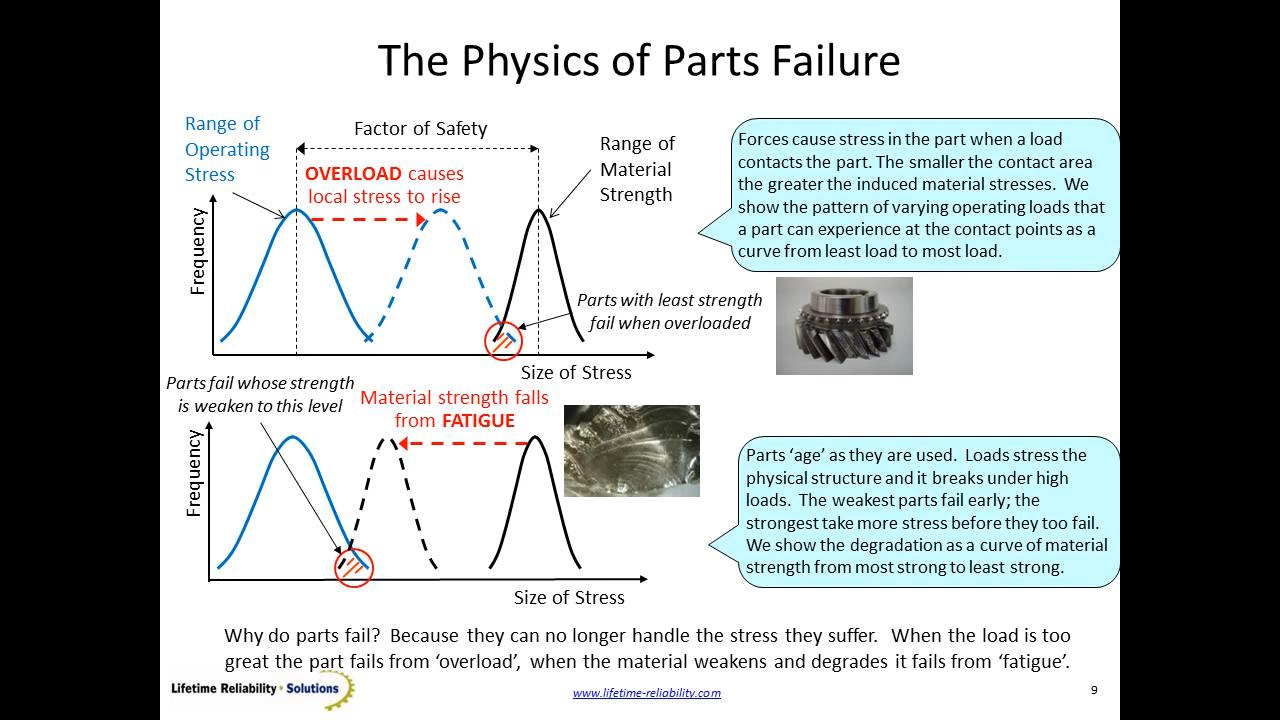 The Physics of Parts Failure
Range of
Operating
Stress
Factor of Safety
OVERLOAD causes
local stress to rise
Range of
Material
Strength
Frequency
Parts with least strength
fail when overloaded
Size of Stress
Forces cause stress in the part when a load
contacts the part. The smaller the contact area
the greater the induced material stresses.  We
show the pattern of varying operating loads that
a part can experience at the contact points as a
curve from least load to most load.
Parts fail whose strength
is weaken to this level
Material strength falls
from FATIGUE
Frequency
Size of Stress
Parts ‘age’ as they are used.  Loads stress the
physical structure and it breaks under high
loads.  The weakest parts fail early; the
strongest take more stress before they too fail.
We show the degradation as a curve of material
strength from most strong to least strong.
Why do parts fail?  Because they can no longer handle the stress they suffer.  When the load is too
great the part fails from ‘overload’,  when the material weakens and degrades it fails from ‘fatigue’.
Lifetime Reliability • Solutions
www.lifetime-reliability.com
9